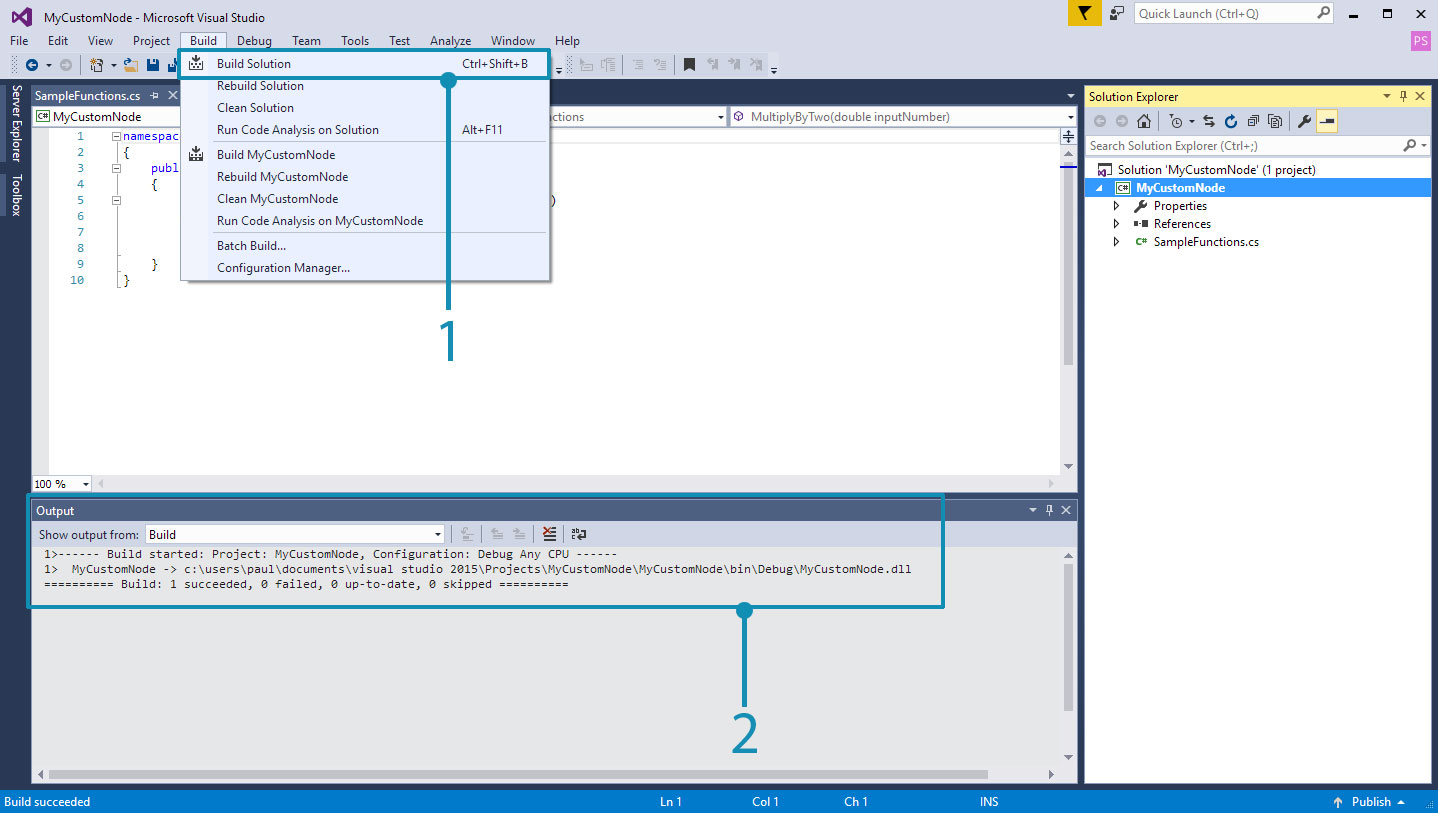 MyCustomNode - Microsoft Visual Studio
Quick Launch (Ctrl+Q)
File Edit View Project Build Debug Team Tools Test Analyze Window Help
PS
Build Solution Ctrl+Shift+B
Rebuild Solution
Clean Solution
Run Code Analysis on Solution Alt+F11
Build MyCustomNode
Rebuild MyCustomNode
Clean MyCustomNode
Run Code Analysis on MyCustomNode
Batch Build...
Configuration Manager...
1
Server Explorer
Toolbox
SampleFunctions.cs
C# MyCustomNode
nctions
MultiplyByTwo(double inputNumber)
1 namespac
2 {
3 publ
4 {
5 )
6
7
8
9 }
10 }
100 %
Output
Show output from: Build
1>------ Build started: Project: MyCustomNode, Configuration: Debug Any CPU ------
1> MyCustomNode -> c:\users\paul\documents\visual studio 2015\Projects\MyCustomNode\MyCustomNode\bin\Debug\MyCustomNode.dll
========== Build: 1 succeeded, 0 failed, 0 up-to-date, 0 skipped ==========
2
Solution Explorer
Search Solution Explorer (Ctrl+;)
Solution 'MyCustomNode' (1 project)
C# MyCustomNode
Properties
References
C# SampleFunctions.cs
Build succeeded Ln 1 Col 1 Ch 1 INS Publish